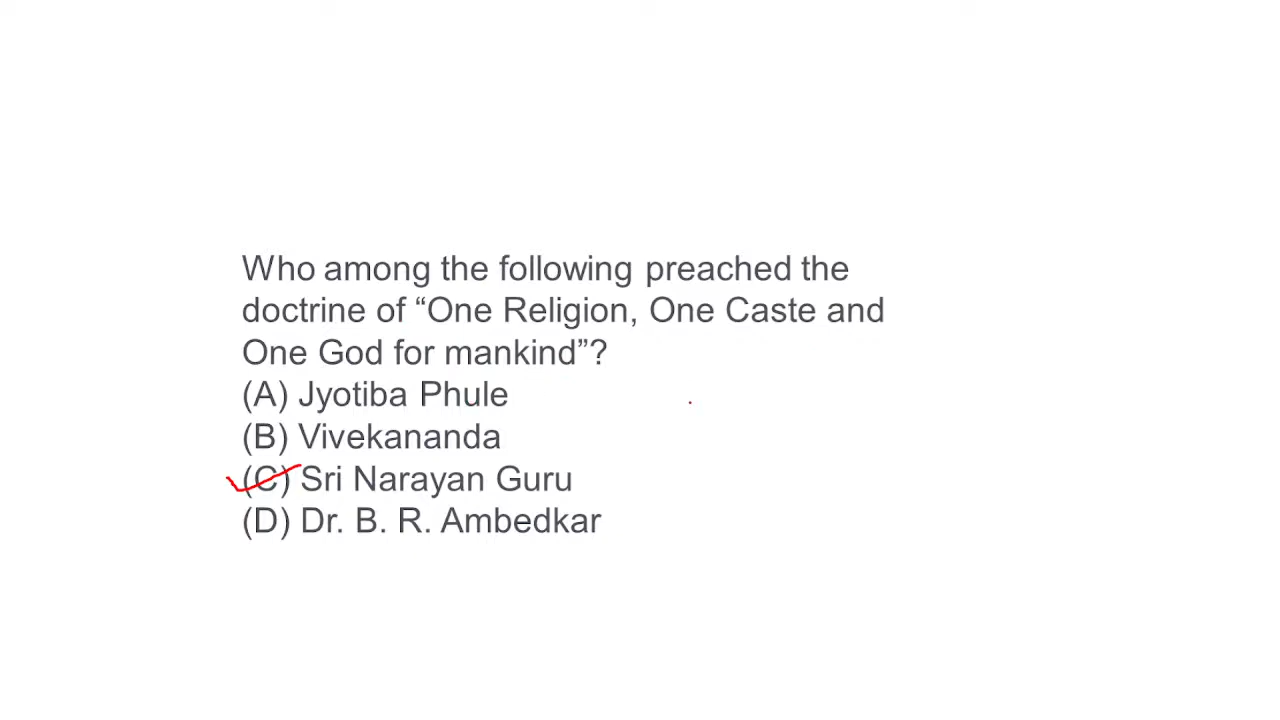 Who among the following preached the
doctrine of “One Religion, One Caste and
One God for mankind”?
(A) Jyotiba Phule
(B) Vivekananda
(C) Sri Narayan Guru
(D) Dr. B. R. Ambedkar